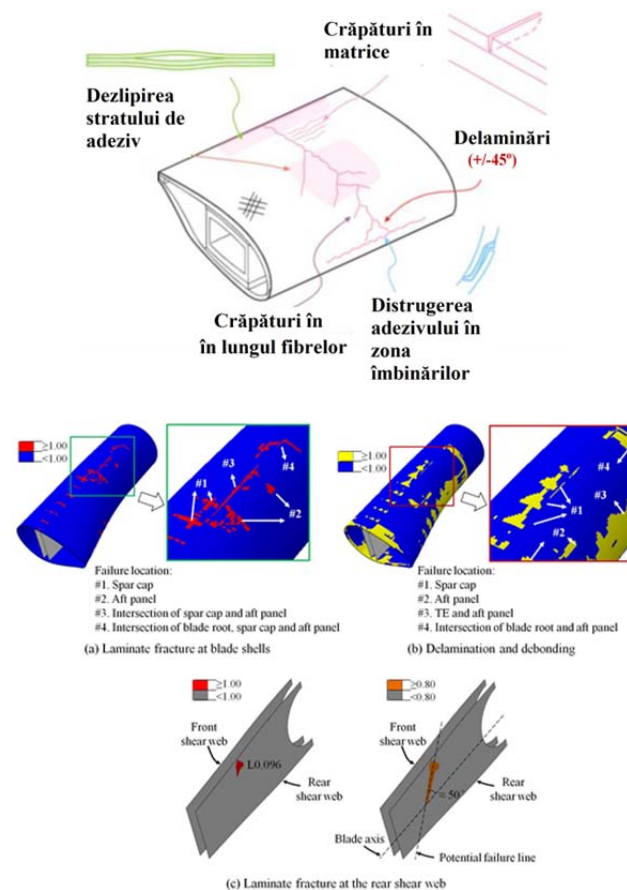 Crăpături în
matrice
Dezlipirea
stratului de
adeziv
Delaminări
(+/-45º)
Crăpături în
în lungul fibrelor
Distrugerea
adezivului în
zona
îmbinărilor
≥1.00
<1.00
#1
#3
#4
#2
≥1.00
<1.00
#4
#1
#3
#2
Failure location:
#1. Spar cap
#2. Aft panel
#3. Intersection of spar cap and aft panel
#4. Intersection of blade root, spar cap and aft panel
(a) Laminate fracture at blade shells
Failure location:
#1. Spar cap
#2. Aft panel
#3. TE and aft panel
#4. Intersection of blade root and aft panel
(b) Delamination and debonding
≥1.00
<1.00
Front
shear web
L0.096
Rear
shear web
≥0.80
<0.80
Front
shear web
≈ 50°
Rear
shear web
Blade axis
Potential failure line
(c) Laminate fracture at the rear shear web